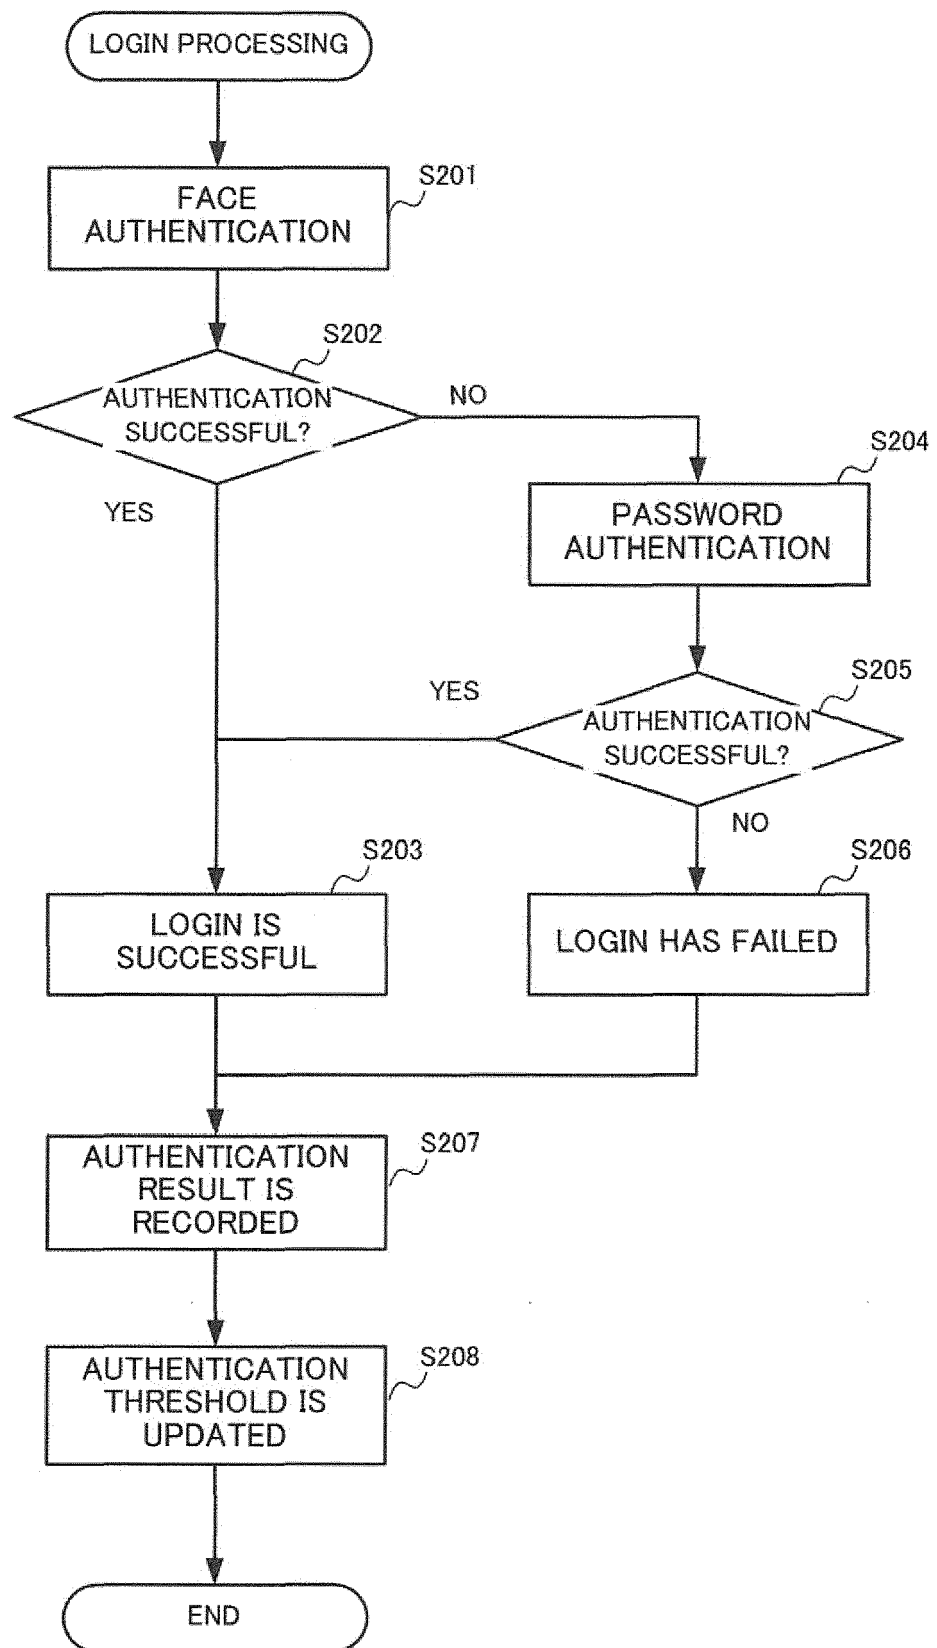 LOGIN PROCESSING
S201
FACE
AUTHENTICATION
S202
AUTHENTICATION
SUCCESSFUL?
NO
YES
S204
PASSWORD
AUTHENTICATION
S205
AUTHENTICATION
SUCCESSFUL?
YES
NO
S203
LOGIN IS
SUCCESSFUL
S206
LOGIN HAS FAILED
S207
AUTHENTICATION
RESULT IS
RECORDED
S208
AUTHENTICATION
THRESHOLD IS
UPDATED
END